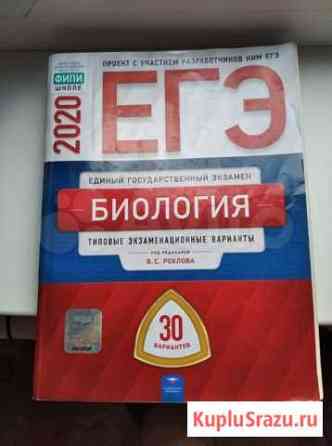 ПРОЕКТ С УЧАСТИЕМ РАЗРАБОТЧИКОВ КИМ ЕГЭ
ФИПИ
ШКОЛЕ
2020
ЕГЭ
ЕДИНЫЙ ГОСУДАРСТВЕННЫЙ ЭКЗАМЕН
БИОЛОГИЯ
ТИПОВЫЕ ЭКЗАМЕНАЦИОННЫЕ ВАРИАНТЫ
ПОД РЕДАКЦИЕЙ
В.С. РОХЛОВА
30
ВАРИАНТОВ
KupluSrazu.ru